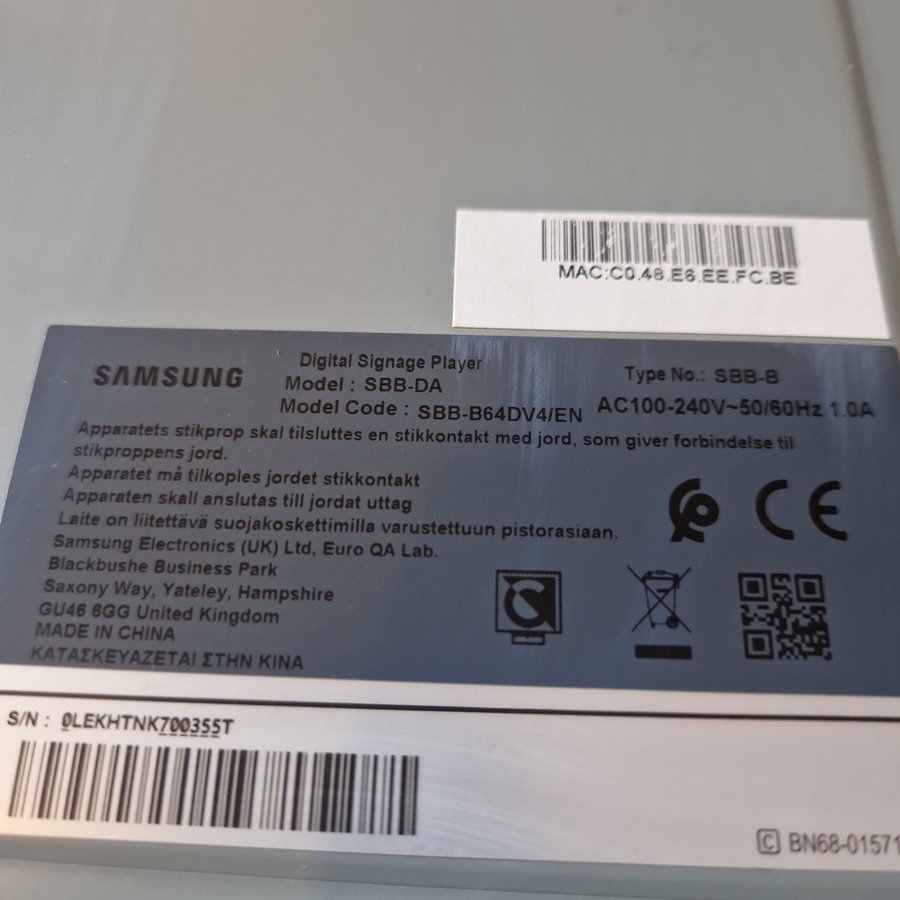 MAC:C0.48.E6.EE.FC.BE
SAMSUNG
Digital Signage Player
Model : SBB-DA
Type No.: SBB-B
Model Code : SBB-B64DV4/EN
AC100-240V~50/60Hz 1.0A
Apparatets stikprop skal tilsluttes en stikkontakt med jord, som giver forbindelse til
stikproppens jord.
Apparatet må tilkoples jordet stikkontakt
Apparaten skall anslutas till jordat uttag
Laite on liitettävä suojakoskettimilla varustettuun pistorasiaan.
Samsung Electronics (UK) Ltd, Euro QA Lab.
Blackbushe Business Park
Saxony Way, Yateley, Hampshire
GU46 6GG United Kingdom
MADE IN CHINA
ΚΑΤΑΣΚΕΥΑΖΕΤΑΙ ΣΤΗΝ ΚΙΝΑ
CE
S/N : 0LEKHTNK700355T
C BN68-01571